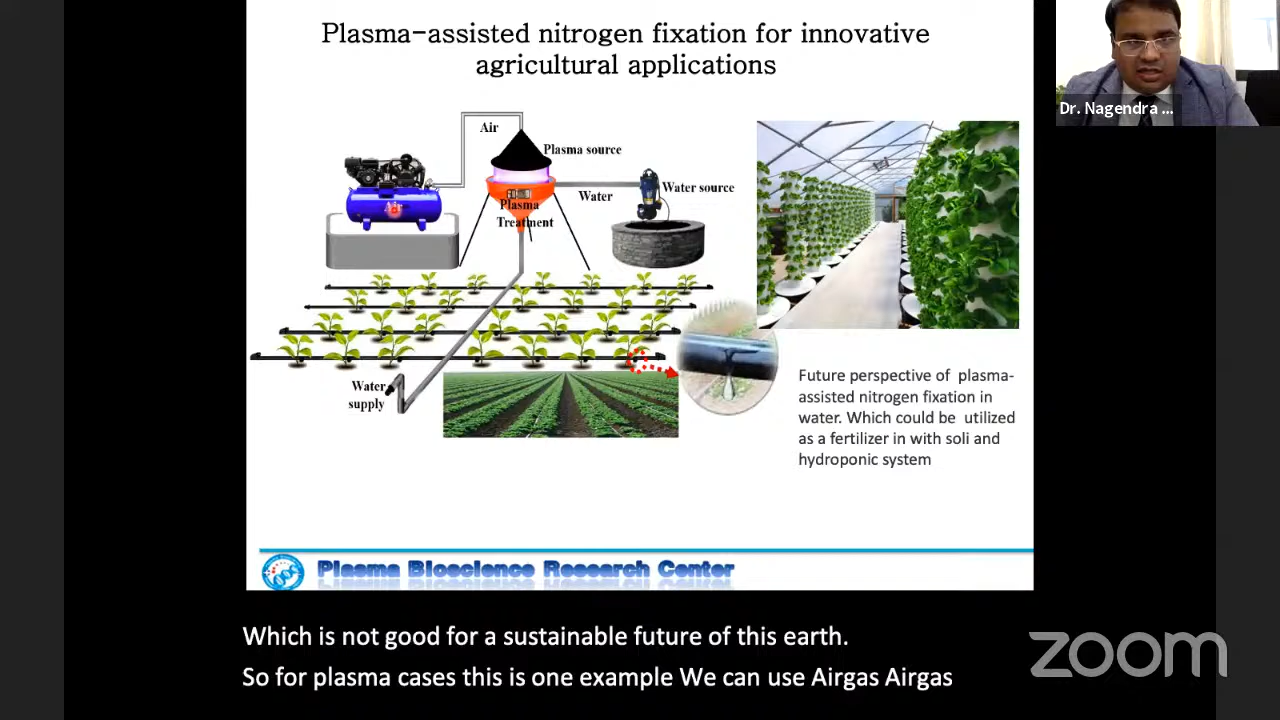 Plasma-assisted nitrogen fixation for innovative
agricultural applications
Dr. Nagendra ...
Air
Plasma source
Water source
Water
Air
Plasma
Treatment
Water
supply
Future perspective of plasma-
assisted nitrogen fixation in
water. Which could be utilized
as a fertilizer in with soli and
hydroponic system
Plasma Bioscience Research Center
Which is not good for a sustainable future of this earth.
So for plasma cases this is one example We can use Airgas Airgas
zoom